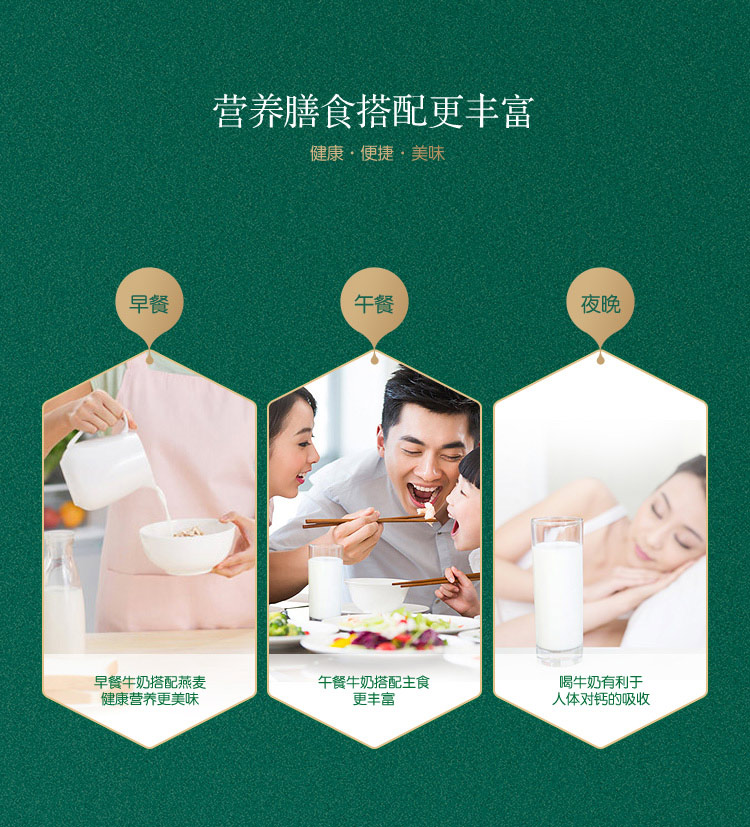 营养膳食搭配更丰富
健康·便捷·美味
早餐
午餐
夜晚
早餐牛奶搭配燕麦
健康营养更美味
午餐牛奶搭配主食
更丰富
喝牛奶有利于
人体对钙的吸收